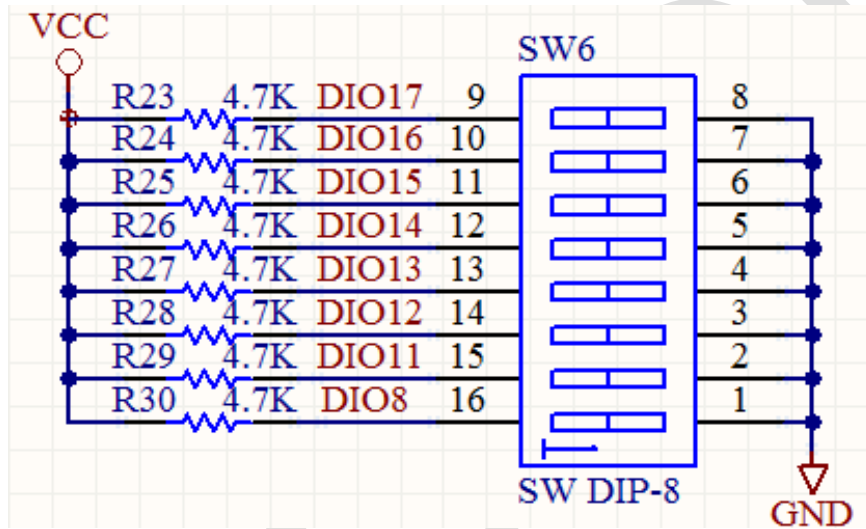 VCC
SW6
R23 4.7K DIO17 9 8
R24 4.7K DIO16 10 7
R25 4.7K DIO15 11 6
R26 4.7K DIO14 12 5
R27 4.7K DIO13 13 4
R28 4.7K DIO12 14 3
R29 4.7K DIO11 15 2
R30 4.7K DIO8 16 1
SW DIP-8
GND